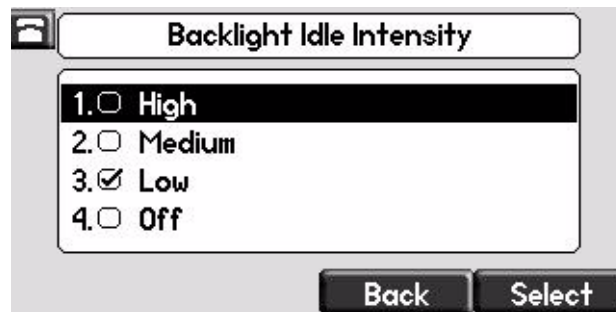 Backlight Idle Intensity
1. High
2. Medium
3. Low
4. Off
Back Select